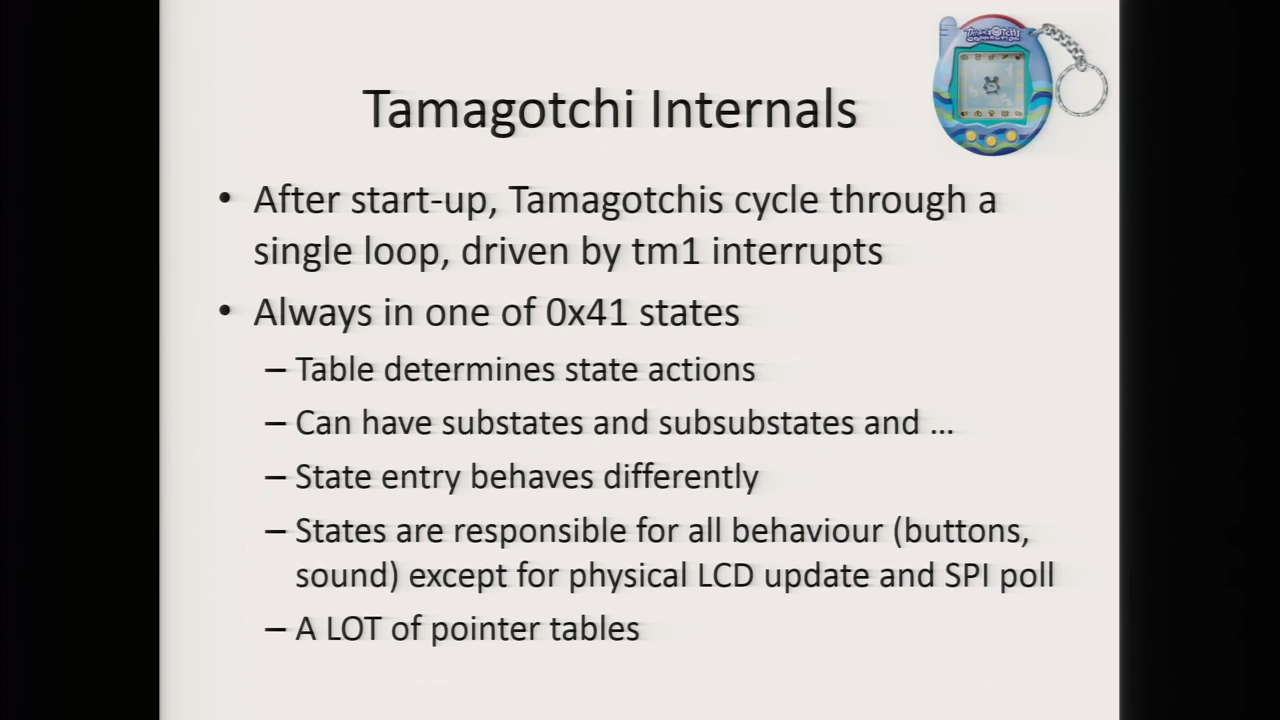 Tamagotchi Internals
• After start-up, Tamagotchis cycle through a
single loop, driven by tm1 interrupts
• Always in one of 0x41 states
– Table determines state actions
– Can have substates and subsubstates and ...
– State entry behaves differently
– States are responsible for all behaviour (buttons,
sound) except for physical LCD update and SPI poll
– A LOT of pointer tables